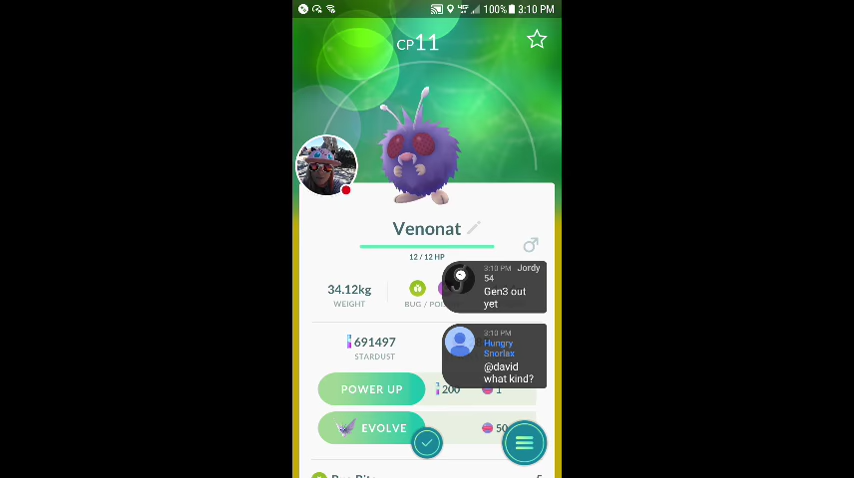 100% 3:10 PM
CP11
Venonat
12 / 12 HP
34.12kg
WEIGHT
BUG / PO
3:10 PM Jordy
54
Gen3 out
yet
691497
STARDUST
3:10 PM
Hungry
Snorlax
@david
what kind?
POWER UP 200 1
EVOLVE 50